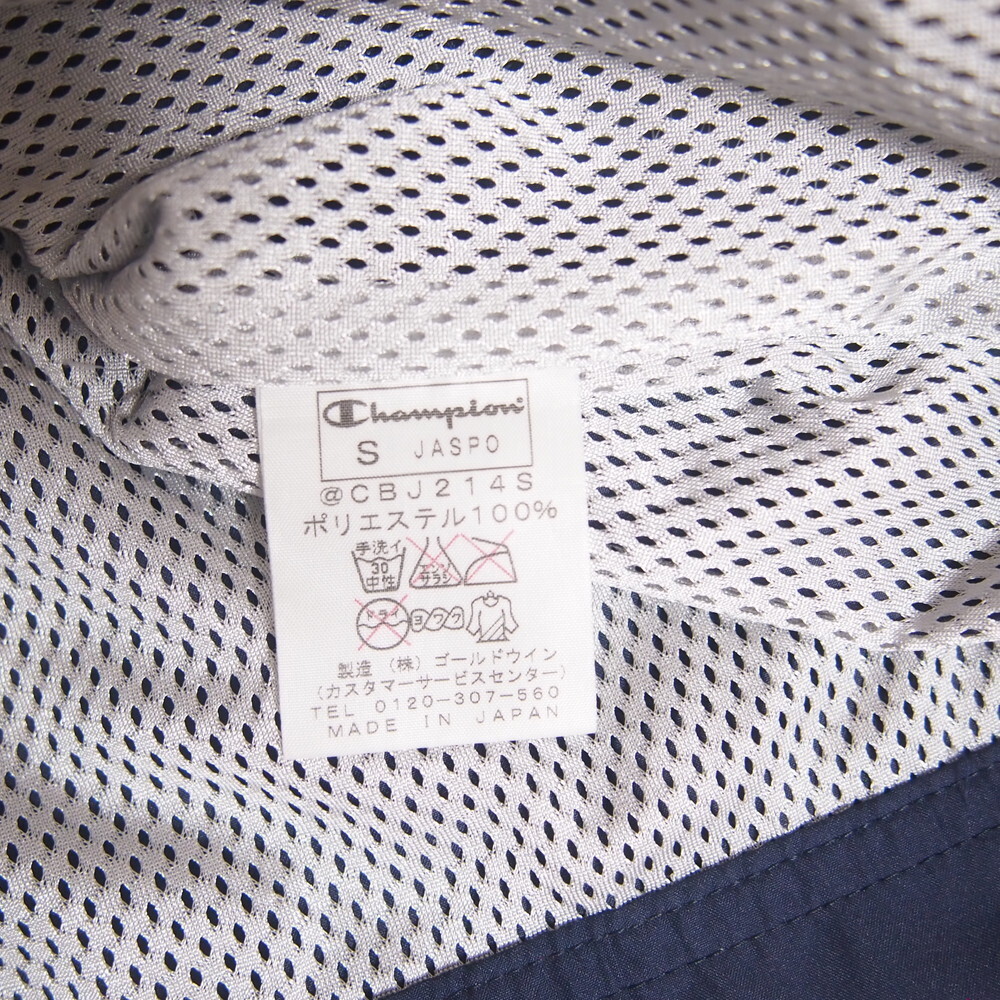 Champion
S JASPO
@CBJ214S
ポリエステル100%
手洗イ
30
中性
エンソ
サラシ
ドライ
ヨワク
製造 (株) ゴールドウイン
(カスタマーサービスセンター)
TEL 0120-307-560
MADE IN JAPAN